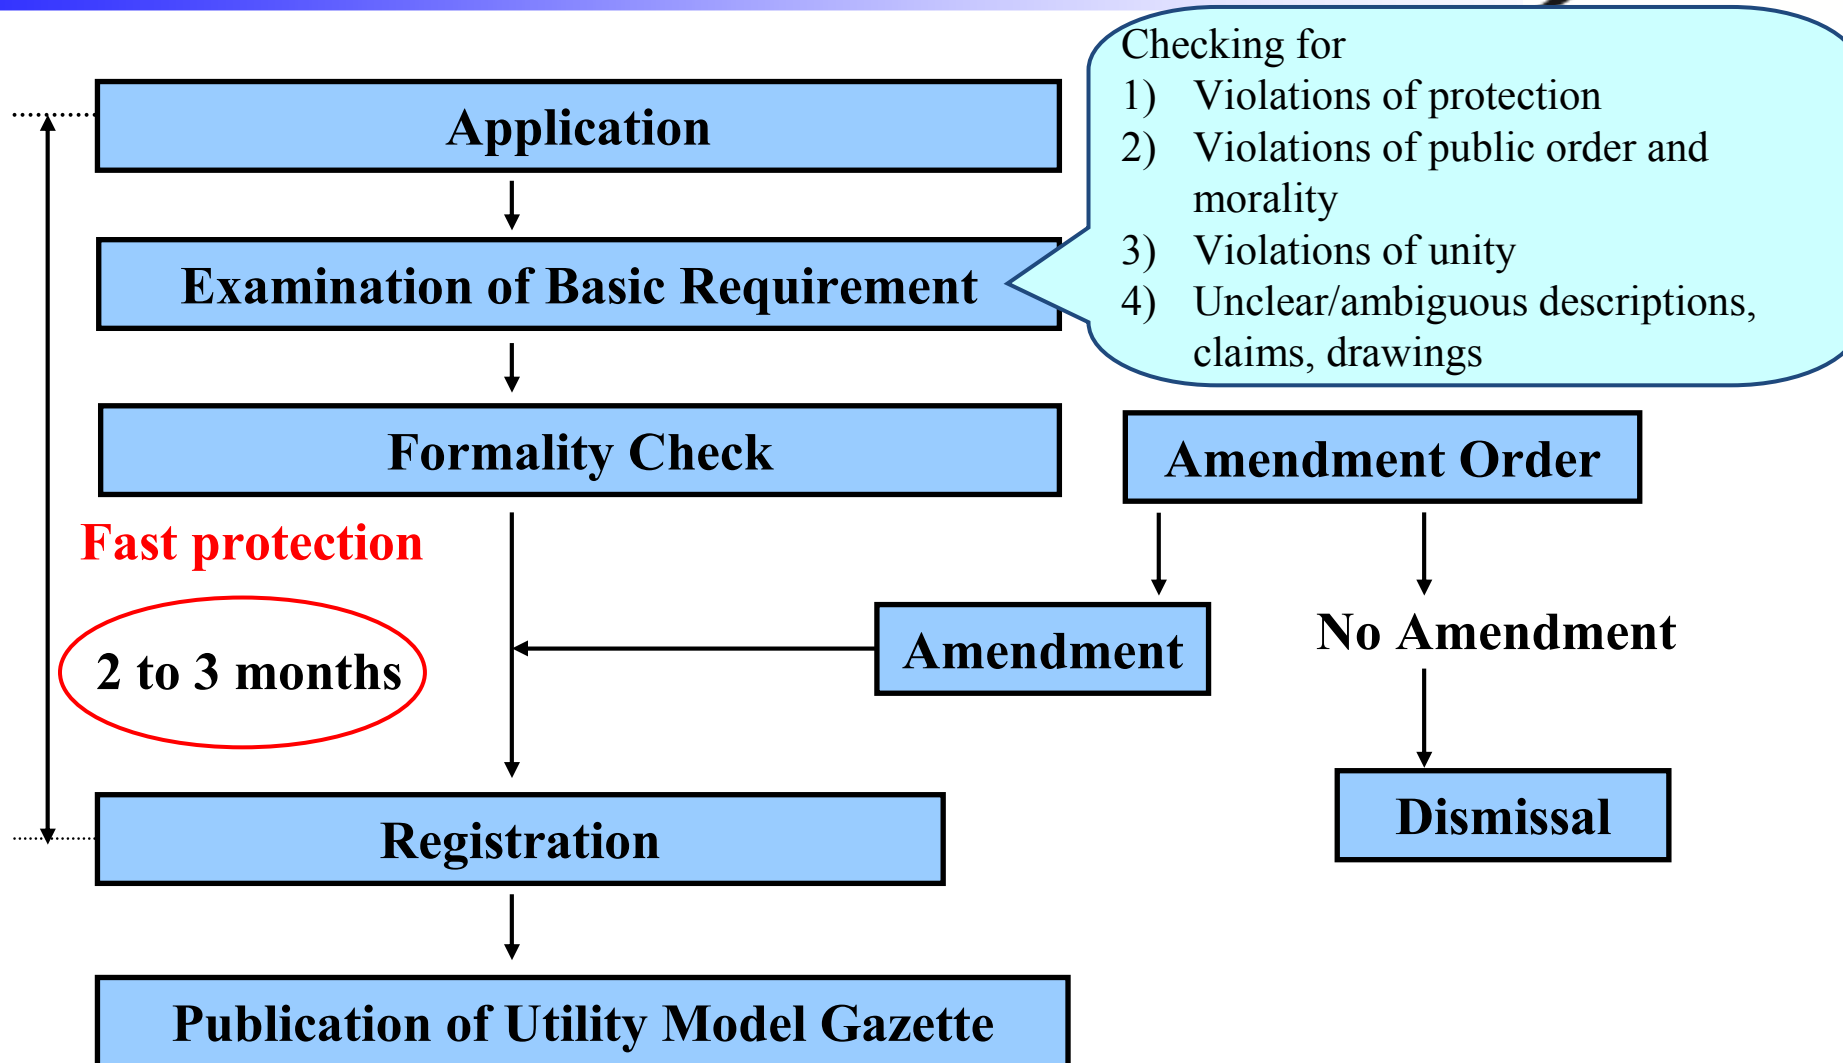 Checking for
1) Violations of protection
2) Violations of public order and
morality
3) Violations of unity
4) Unclear/ambiguous descriptions,
claims, drawings
Application
Examination of Basic Requirement
Formality Check
Amendment Order
Fast protection
2 to 3 months
Amendment
No Amendment
Registration
Dismissal
Publication of Utility Model Gazette